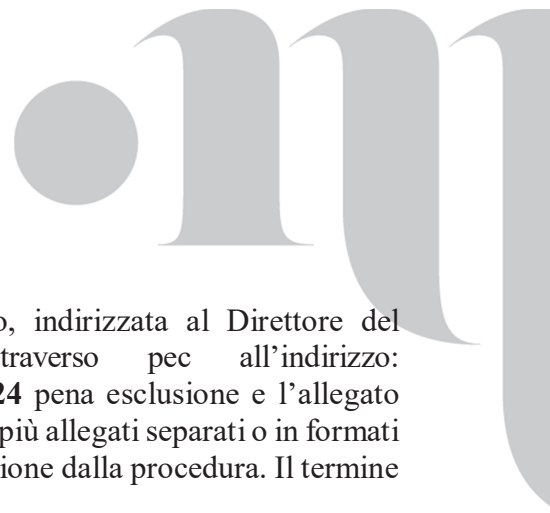 o, indirizzata al Direttore del
traverso pec all’indirizzo:
24 pena esclusione e l’allegato
più allegati separati o in formati
ione dalla procedura. Il termine